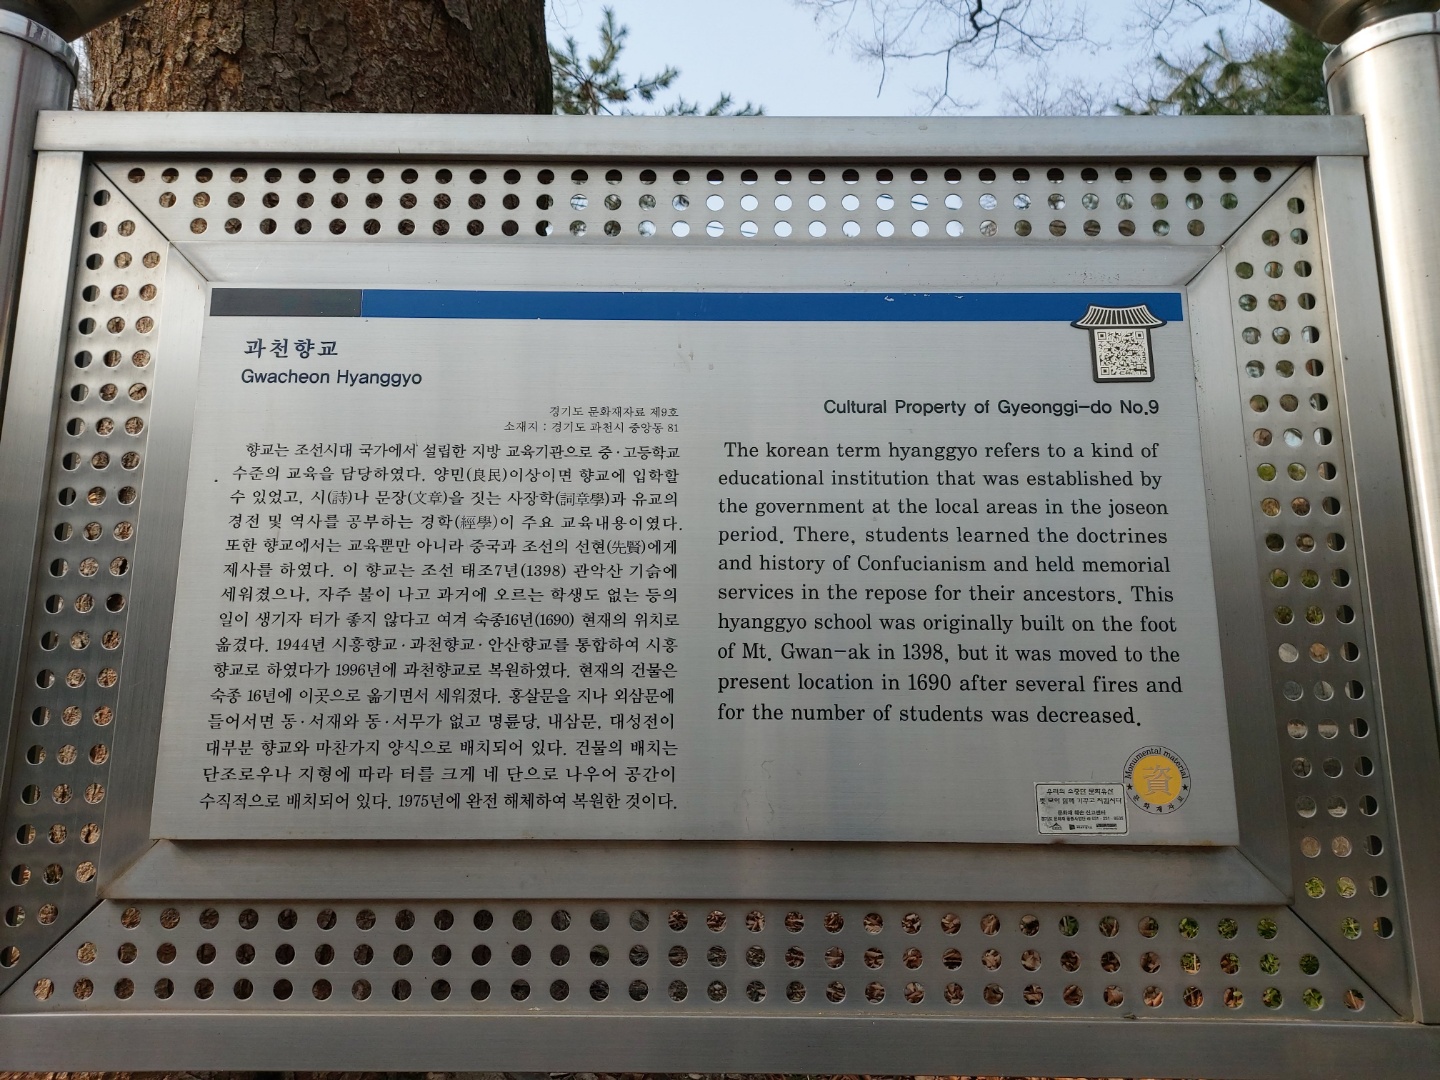 과천향교
Gwacheon Hyanggyo
경기도 문화재자료 제9호
소재지 : 경기도 과천시 중앙동 81
향교는 조선시대 국가에서 설립한 지방 교육기관으로 중·고등학교
수준의 교육을 담당하였다. 양민(良民)이상이면 향교에 입학할
수 있었고, 시(詩)나 문장(文章)을 짓는 사장학(詞章學)과 유교의
경전 및 역사를 공부하는 경학(經學)이 주요 교육내용이였다.
또한 향교에서는 교육뿐만 아니라 중국과 조선의 선현(先賢)에게
제사를 하였다. 이 향교는 조선 태조7년(1398) 관악산 기슭에
세워졌으나, 자주 불이 나고 과거에 오르는 학생도 없는 등의
일이 생기자 터가 좋지 않다고 여겨 숙종16년(1690) 현재의 위치로
옮겼다. 1944년 시흥향교·과천향교·안산향교를 통합하여 시흥
향교로 하였다가 1996년에 과천향교로 복원하였다. 현재의 건물은
숙종 16년에 이곳으로 옮기면서 세워졌다. 홍살문을 지나 외삼문에
들어서면 동·서재와 동·서무가 없고 명륜당, 내삼문, 대성전이
대부분 향교와 마찬가지 양식으로 배치되어 있다. 건물의 배치는
단조로우나 지형에 따라 터를 크게 네 단으로 나우어 공간이
수직적으로 배치되어 있다. 1975년에 완전 해체하여 복원한 것이다.
Cultural Property of Gyeonggi-do No.9
The korean term hyanggyo refers to a kind of
educational institution that was established by
the government at the local areas in the joseon
period. There, students learned the doctrines
and history of Confucianism and held memorial
services in the repose for their ancestors. This
hyanggyo school was originally built on the foot
of Mt. Gwan-ak in 1398, but it was moved to the
present location in 1690 after several fires and
for the number of students was decreased.
Monumental material
資
문화재자료
우리의 소중한 문화유산